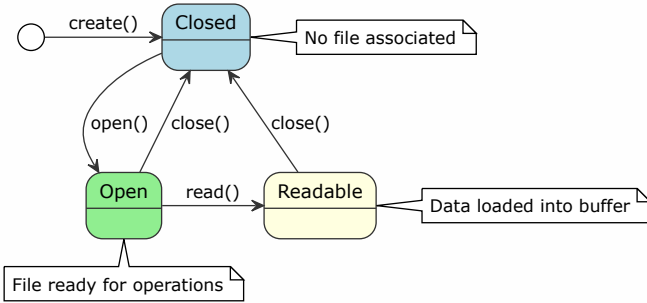 create()
Closed
No file associated
open()
close()
close()
Open
read()
Readable
Data loaded into buffer
File ready for operations